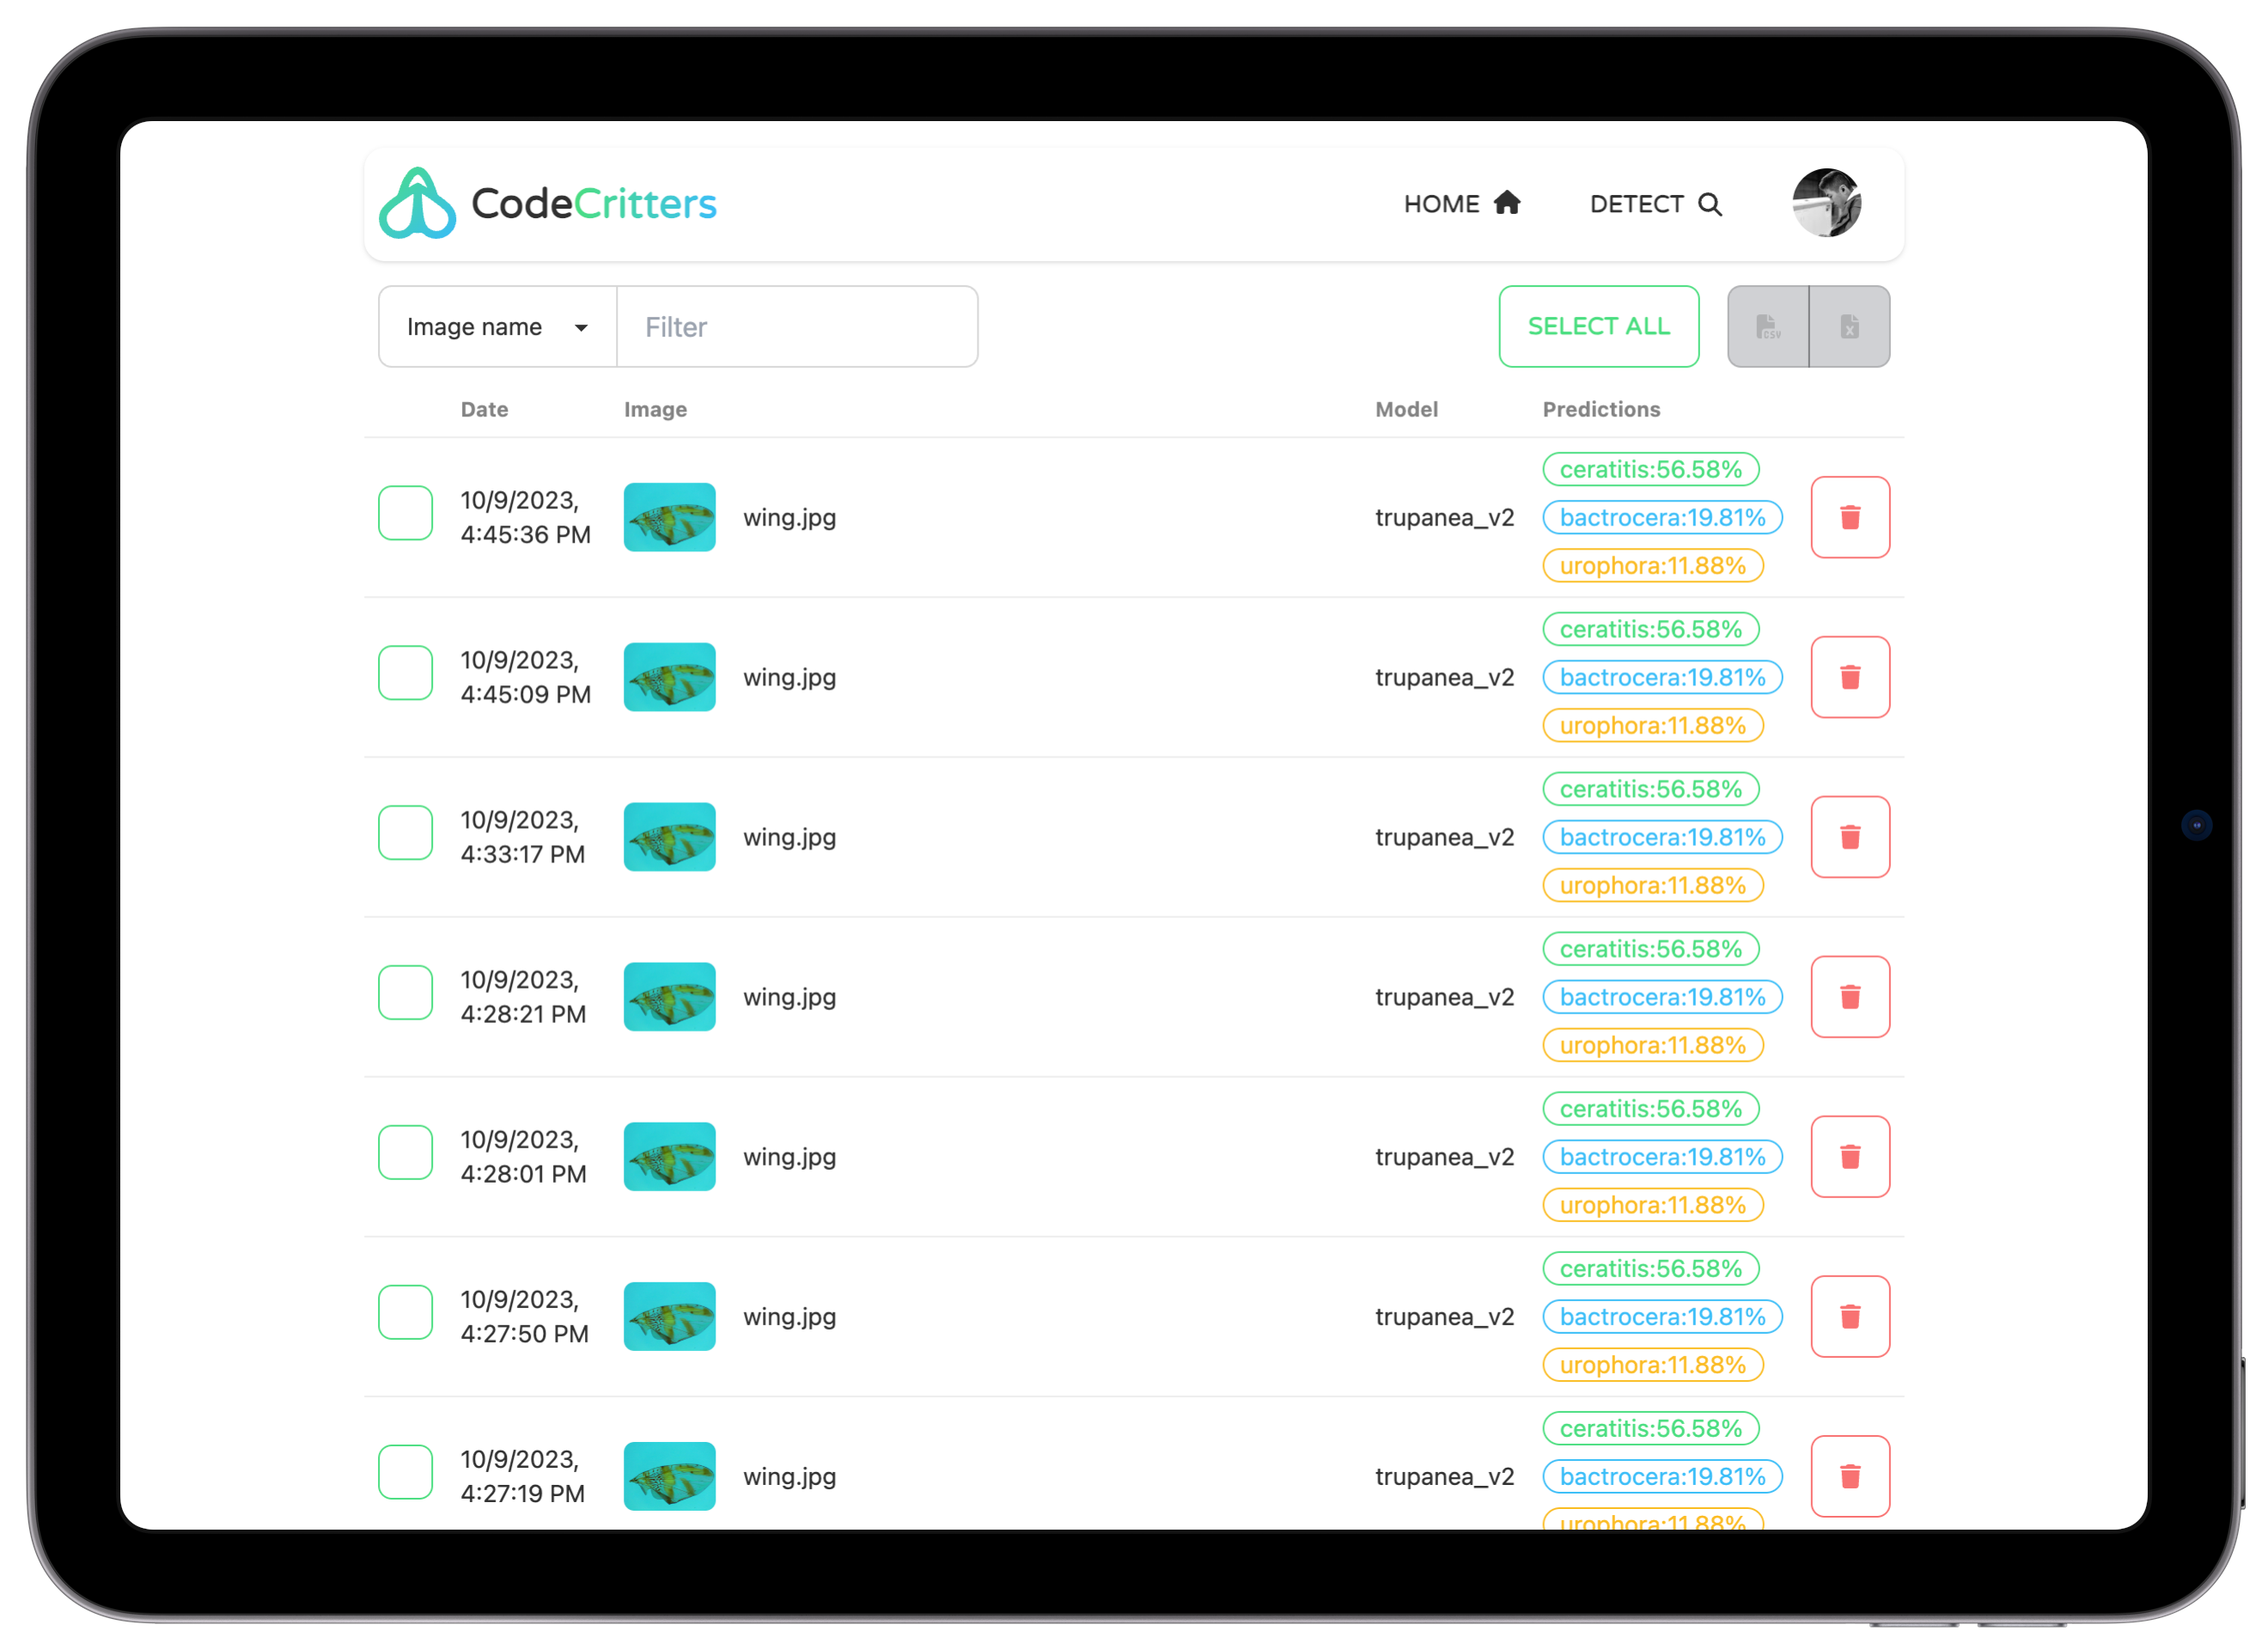 CodeCritters
HOME
DETECT
Image name
Filter
SELECT ALL
CSV
X
Date Image Model Predictions
10/9/2023,
4:45:36 PM
wing.jpg
trupanea_v2
ceratitis:56.58%
bactrocera:19.81%
urophora:11.88%
10/9/2023,
4:45:09 PM
wing.jpg
trupanea_v2
ceratitis:56.58%
bactrocera:19.81%
urophora:11.88%
10/9/2023,
4:33:17 PM
wing.jpg
trupanea_v2
ceratitis:56.58%
bactrocera:19.81%
urophora:11.88%
10/9/2023,
4:28:21 PM
wing.jpg
trupanea_v2
ceratitis:56.58%
bactrocera:19.81%
urophora:11.88%
10/9/2023,
4:28:01 PM
wing.jpg
trupanea_v2
ceratitis:56.58%
bactrocera:19.81%
urophora:11.88%
10/9/2023,
4:27:50 PM
wing.jpg
trupanea_v2
ceratitis:56.58%
bactrocera:19.81%
urophora:11.88%
10/9/2023,
4:27:19 PM
wing.jpg
trupanea_v2
ceratitis:56.58%
bactrocera:19.81%
urophora:11.88%